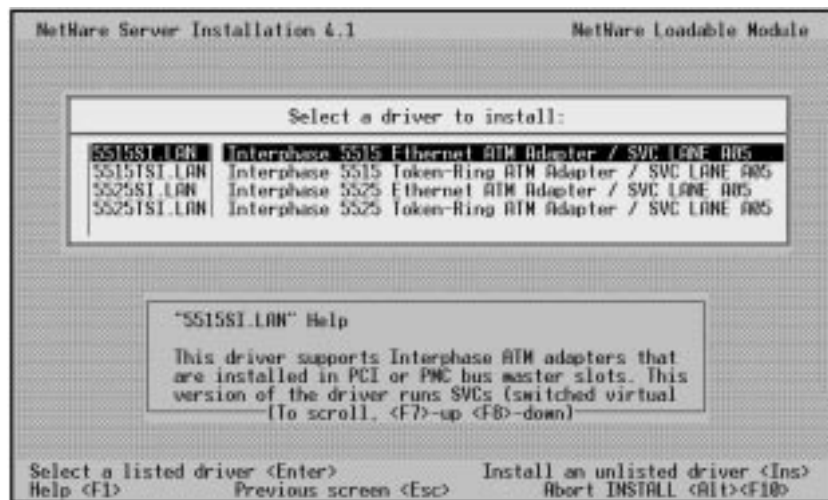 NetWare Server Installation 4.1 NetWare Loadable Module
Select a driver to install:
5515SI.LAN Interphase 5515 Ethernet ATM Adapter / SVC LANE A05
5515TSI.LAN Interphase 5515 Token-Ring ATM Adapter / SVC LANE A05
5525SI.LAN Interphase 5525 Ethernet ATM Adapter / SVC LANE A05
5525TSI.LAN Interphase 5525 Token-Ring ATM Adapter / SVC LANE A05
"5515SI.LAN" Help
This driver supports Interphase ATM adapters that
are installed in PCI or PMC bus master slots. This
version of the driver runs SVCs (switched virtual
(To scroll, <F7>-up <F8>-down)
Select a listed driver <Enter> Install an unlisted driver <Ins>
Help <F1> Previous screen <Esc> Abort INSTALL <Alt><F10>